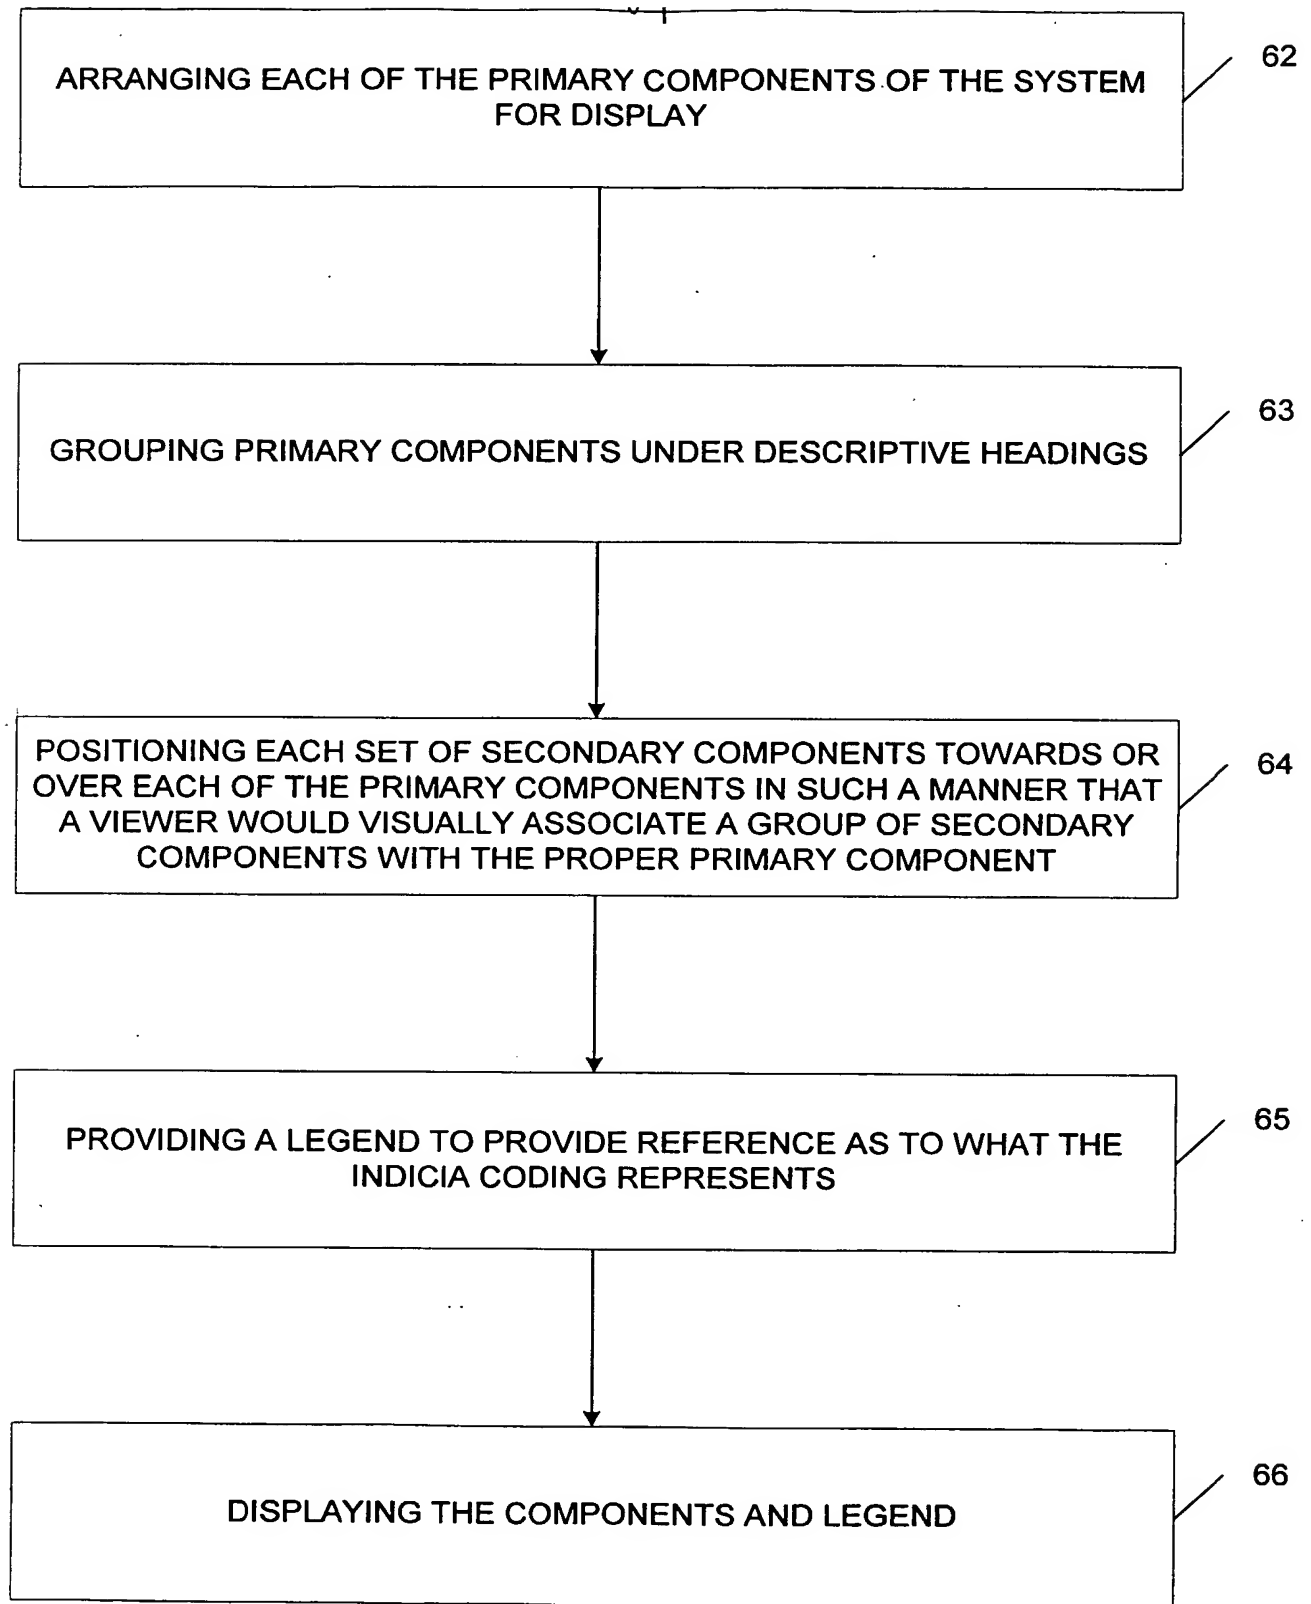 ARRANGING EACH OF THE PRIMARY COMPONENTS OF THE SYSTEM
FOR DISPLAY
62
GROUPING PRIMARY COMPONENTS UNDER DESCRIPTIVE HEADINGS
63
POSITIONING EACH SET OF SECONDARY COMPONENTS TOWARDS OR
OVER EACH OF THE PRIMARY COMPONENTS IN SUCH A MANNER THAT
A VIEWER WOULD VISUALLY ASSOCIATE A GROUP OF SECONDARY
COMPONENTS WITH THE PROPER PRIMARY COMPONENT
64
PROVIDING A LEGEND TO PROVIDE REFERENCE AS TO WHAT THE
INDICIA CODING REPRESENTS
65
DISPLAYING THE COMPONENTS AND LEGEND
66